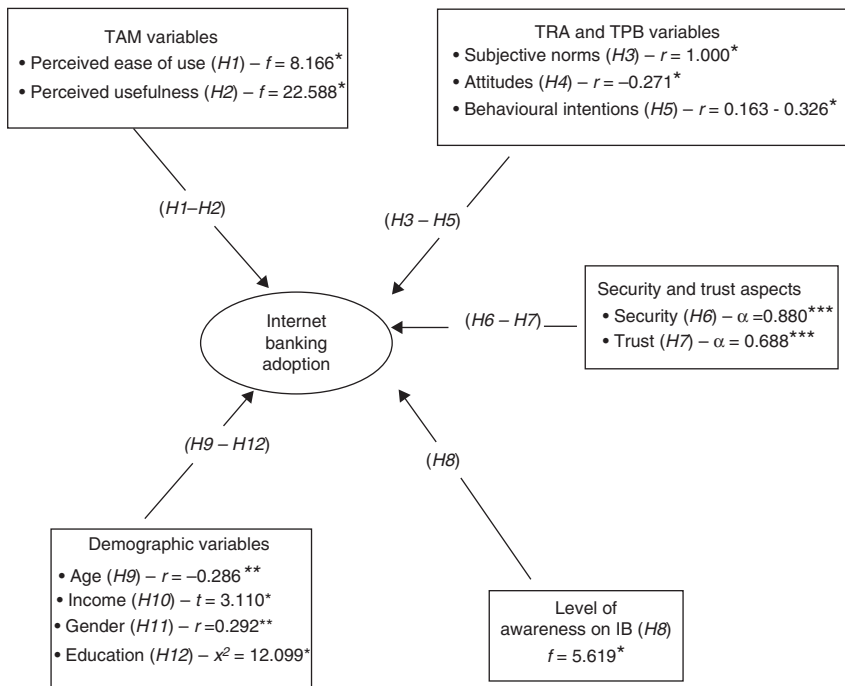 TAM variables
• Perceived ease of use (H1) – f = 8.166*
• Perceived usefulness (H2) – f = 22.588*
TRA and TPB variables
• Subjective norms (H3) – r = 1.000*
• Attitudes (H4) – r = –0.271*
• Behavioural intentions (H5) – r = 0.163 - 0.326*
(H1–H2)
(H3 – H5)
Security and trust aspects
• Security (H6) – α =0.880***
• Trust (H7) – α = 0.688***
(H6 – H7)
Internet
banking
adoption
(H9 – H12)
(H8)
Demographic variables
• Age (H9) – r = –0.286 **
• Income (H10) – t = 3.110*
• Gender (H11) – r =0.292**
• Education (H12) – x² = 12.099*
Level of
awareness on IB (H8)
f = 5.619*